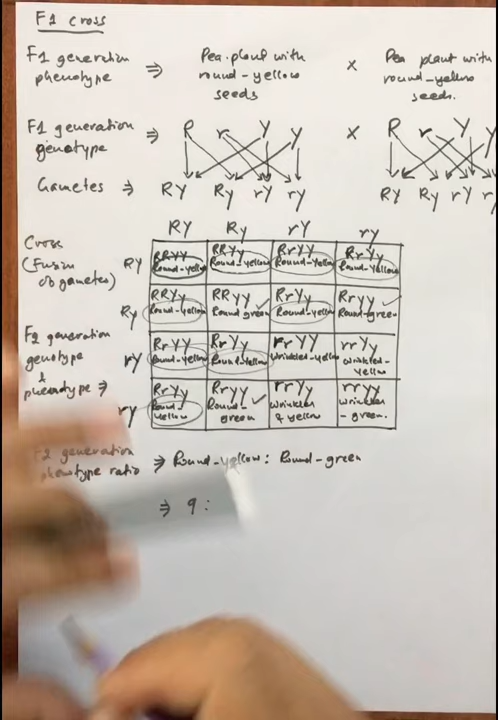 F1 cross
F1 generation Pea plant with × Pea plant with
phenotype ⇒ round-yellow round-yellow
seeds seeds.
F1 generation ⇒ R r Y y × R r Y y
genotype
Gametes ⇒ RY Ry rY ry RY Ry rY ry
RY Ry rY ry
Cross
(Fusion
of gametes)
RY RRYY RRYy RrYY RrYy
Round-Yellow Round-Yellow Round-Yellow Round-Yellow
Ry RRYy RRyy RrYy Rryy
Round-Yellow Round green Round-Yellow Round-green
F2 generation
genotype
&
phenotype ⇒
rY RrYY RrYy rrYY rrYy
Round-Yellow Round-Yellow Wrinkled-Yellow Wrinkled-Yellow
ry RrYy Rryy rrYy rryy
Round- Round- Wrinkled Wrinkled
Yellow green & yellow -green.
F2 generation
phenotype ratio ⇒ Round-yellow : Round-green
⇒ 9 :